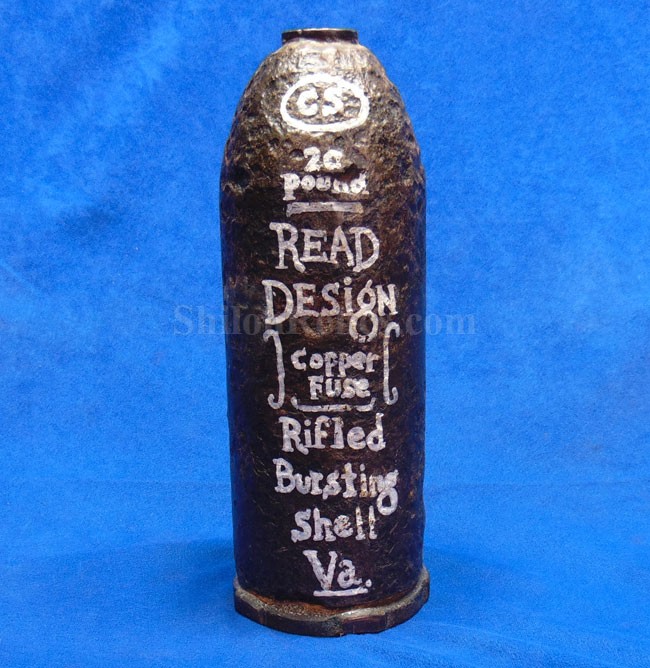 CS
20
Pound
READ
DESigN
Copper
FUSE
Rifled
Bursting
Shell
Va.